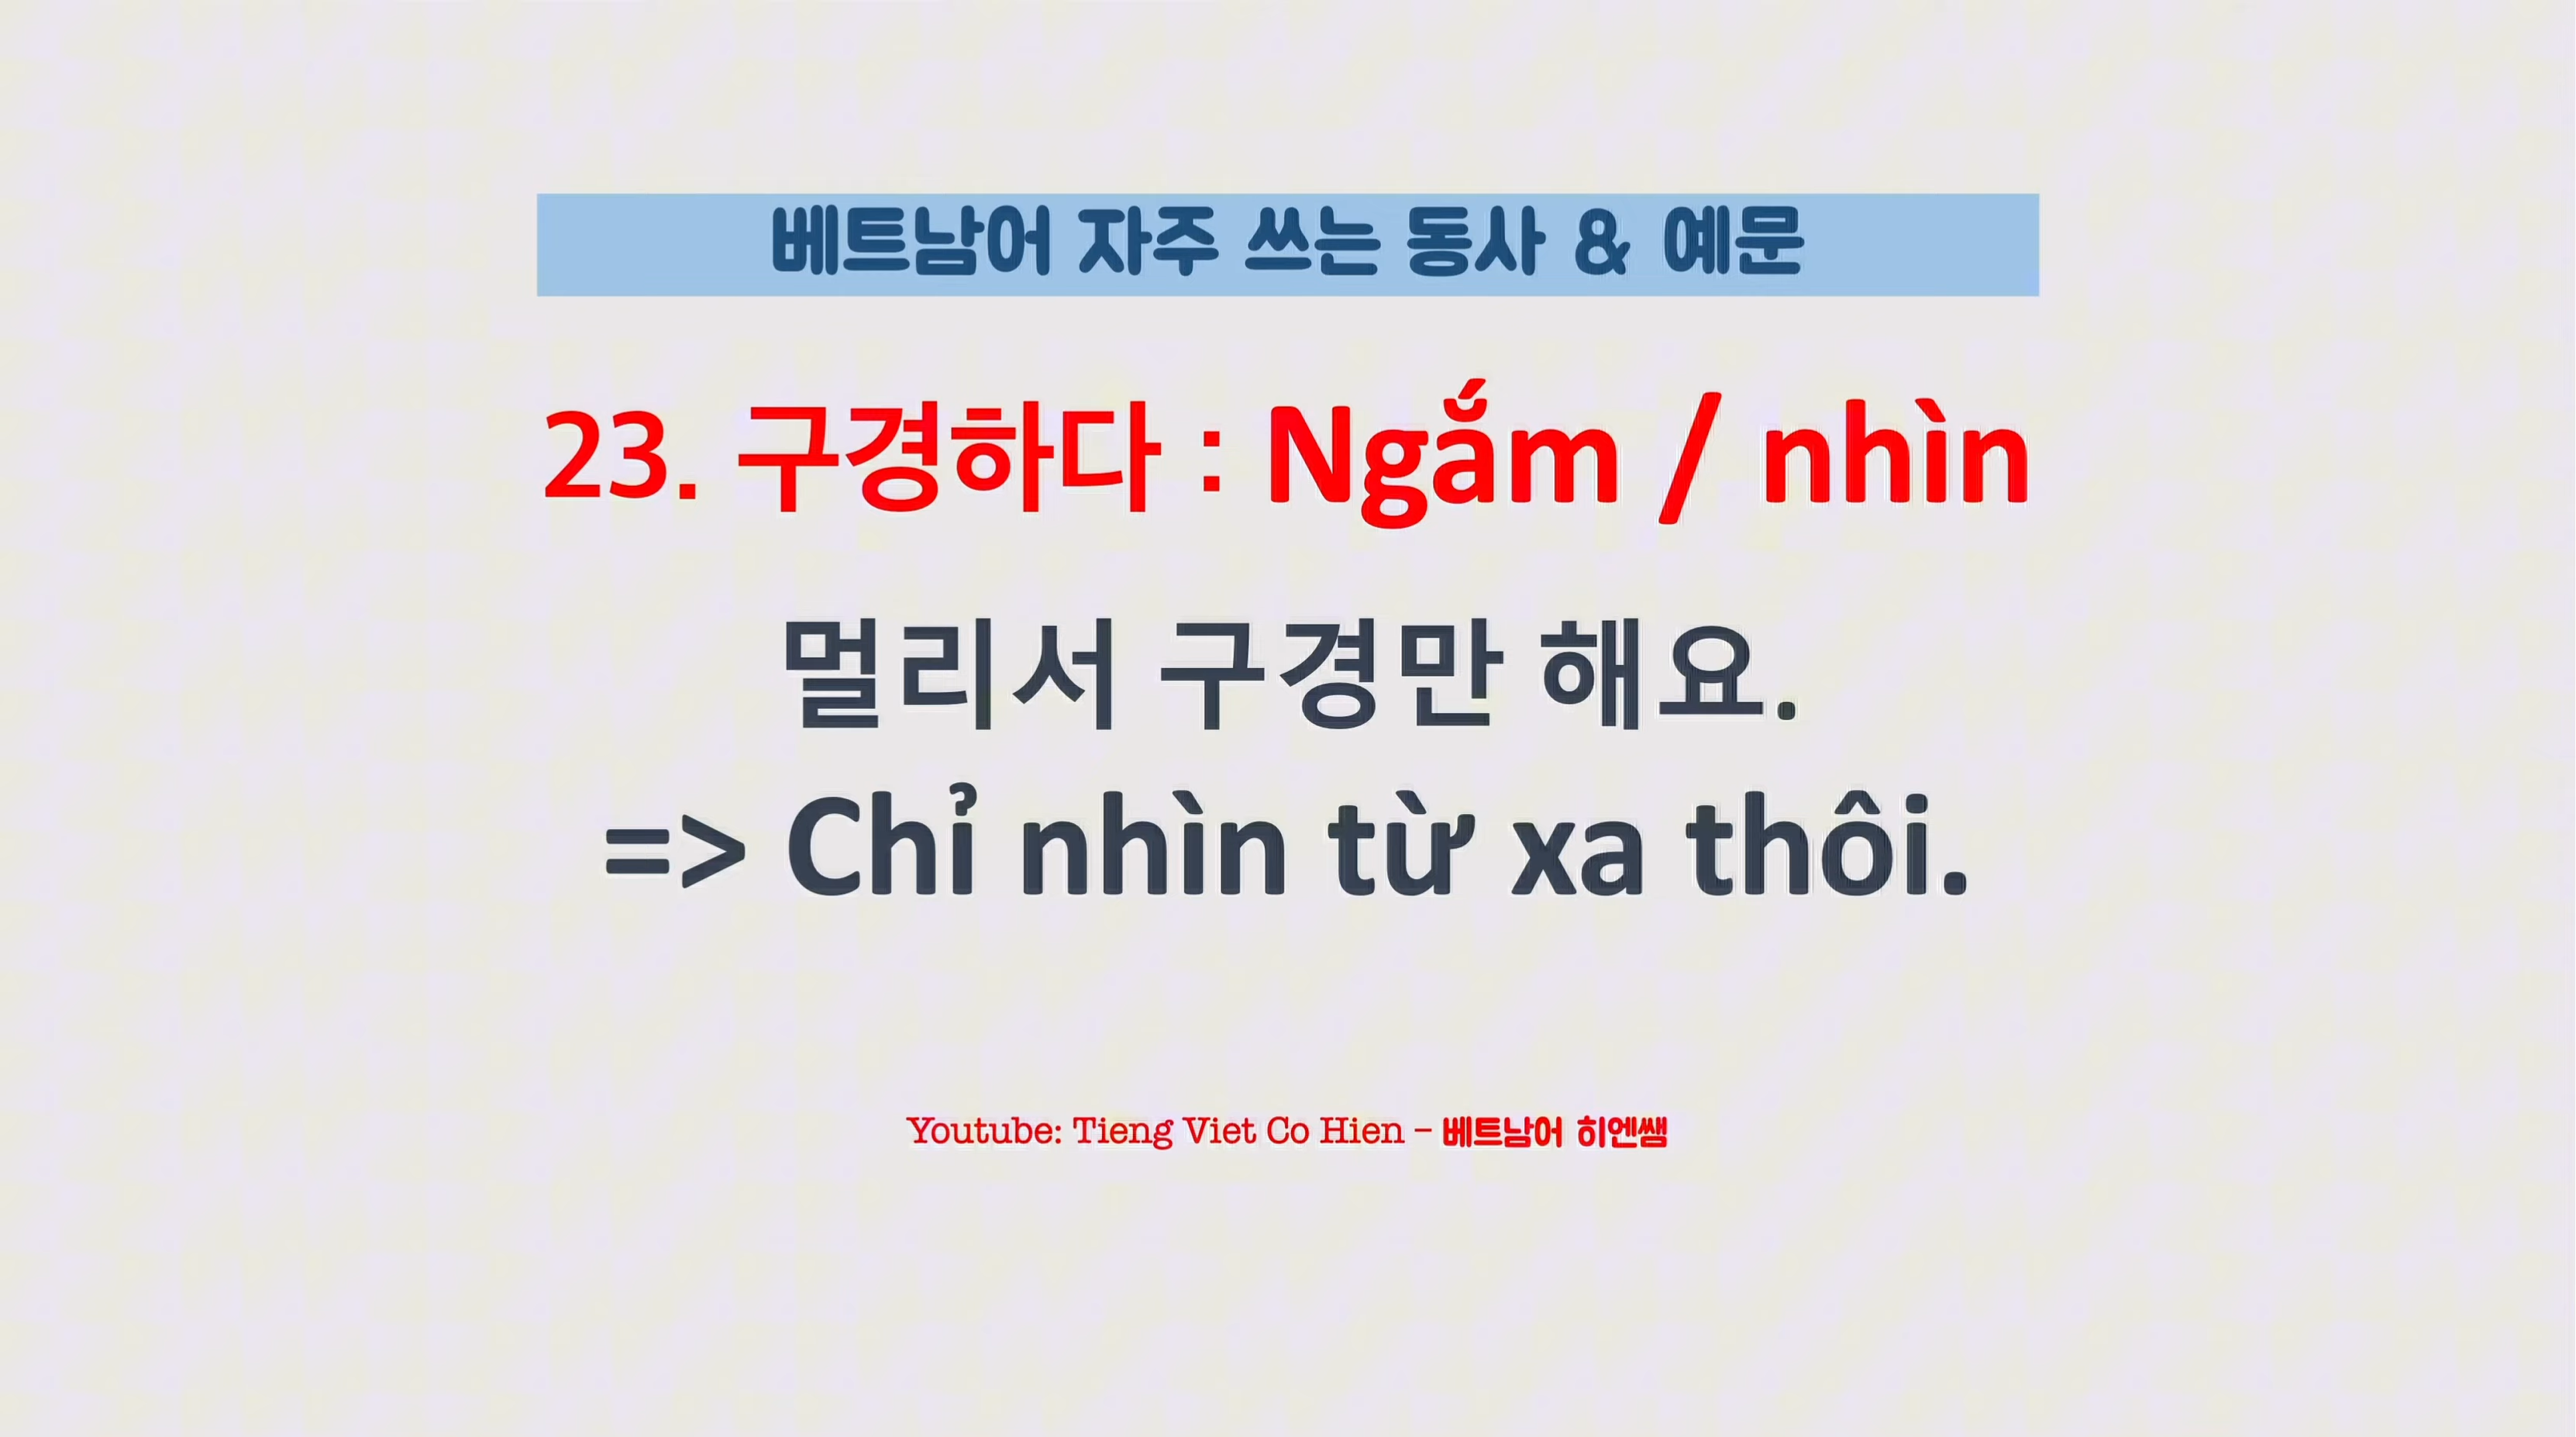 베트남어 자주 쓰는 동사 & 예문
23. 구경하다 : Ngắm / nhìn
멀리서 구경만 해요.
=> Chỉ nhìn từ xa thôi.
Youtube: Tieng Viet Co Hien - 베트남어 히엔쌤